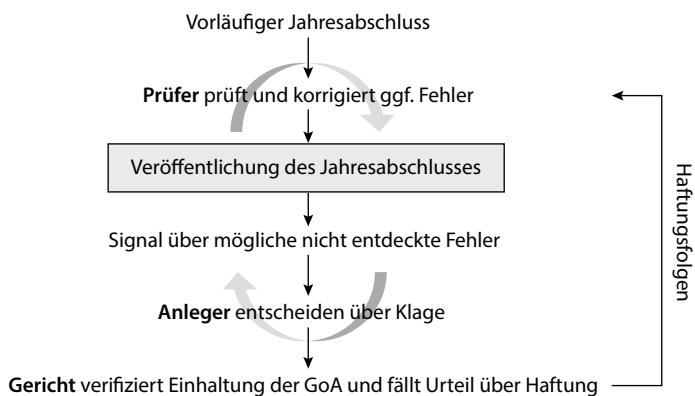 Vorläufiger Jahresabschluss
Prüfer prüft und korrigiert ggf. Fehler
Veröffentlichung des Jahresabschlusses
Signal über mögliche nicht entdeckte Fehler
Anleger entscheiden über Klage
Gericht verifiziert Einhaltung der GoA und fällt Urteil über Haftung
Haftungsfolgen